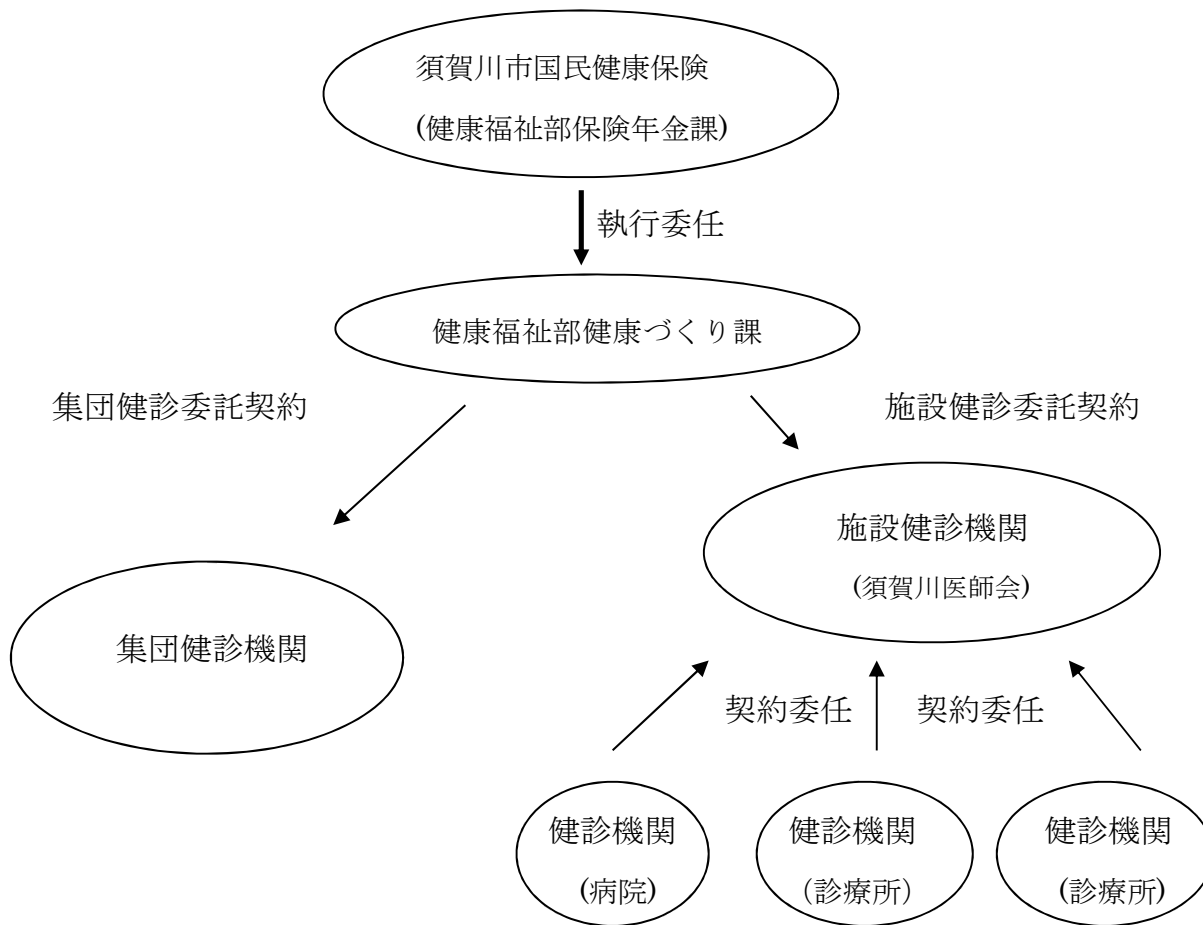 須賀川市国民健康保険
(健康福祉部保険年金課)
執行委任
健康福祉部健康づくり課
集団健診委託契約
施設健診委託契約
施設健診機関
(須賀川医師会)
集団健診機関
契約委任
契約委任
健診機関
(病院)
健診機関
（診療所）
健診機関
(診療所)